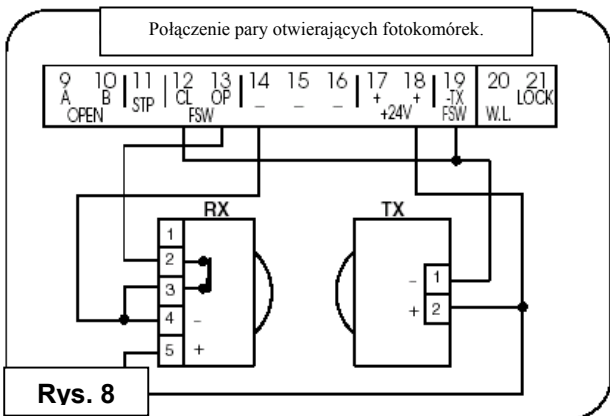 Połączenie pary otwierających fotokomórek.
9 10 11 12 13 14 15 16 17 18 19 20 21
A B STP CL OP _ _ _ + + -TX W.L. LOCK
OPEN FSW +24V FSW
RX TX
1
2
3
4 -
5 +
- 1
+ 2
Rys. 8